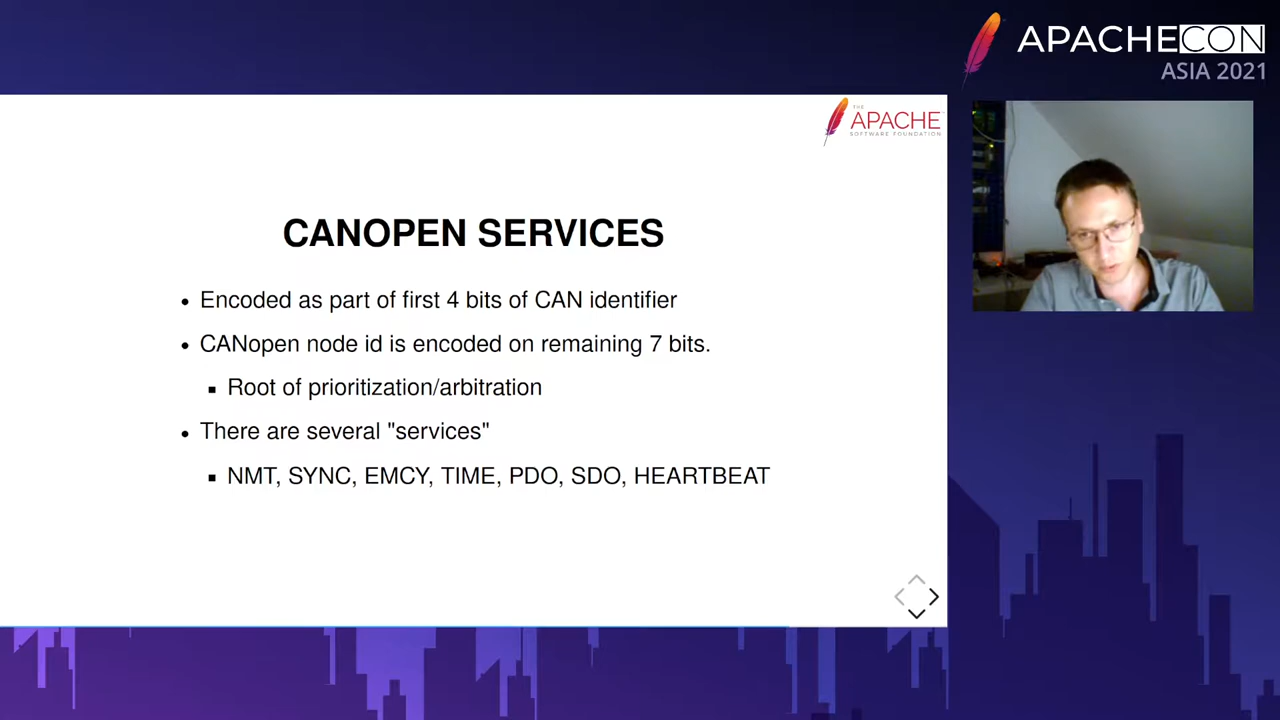 APACHECON
ASIA 2021
THE
APACHE
SOFTWARE FOUNDATION
CANOPEN SERVICES
Encoded as part of first 4 bits of CAN identifier
CANopen node id is encoded on remaining 7 bits.
Root of prioritization/arbitration
There are several "services"
NMT, SYNC, EMCY, TIME, PDO, SDO, HEARTBEAT